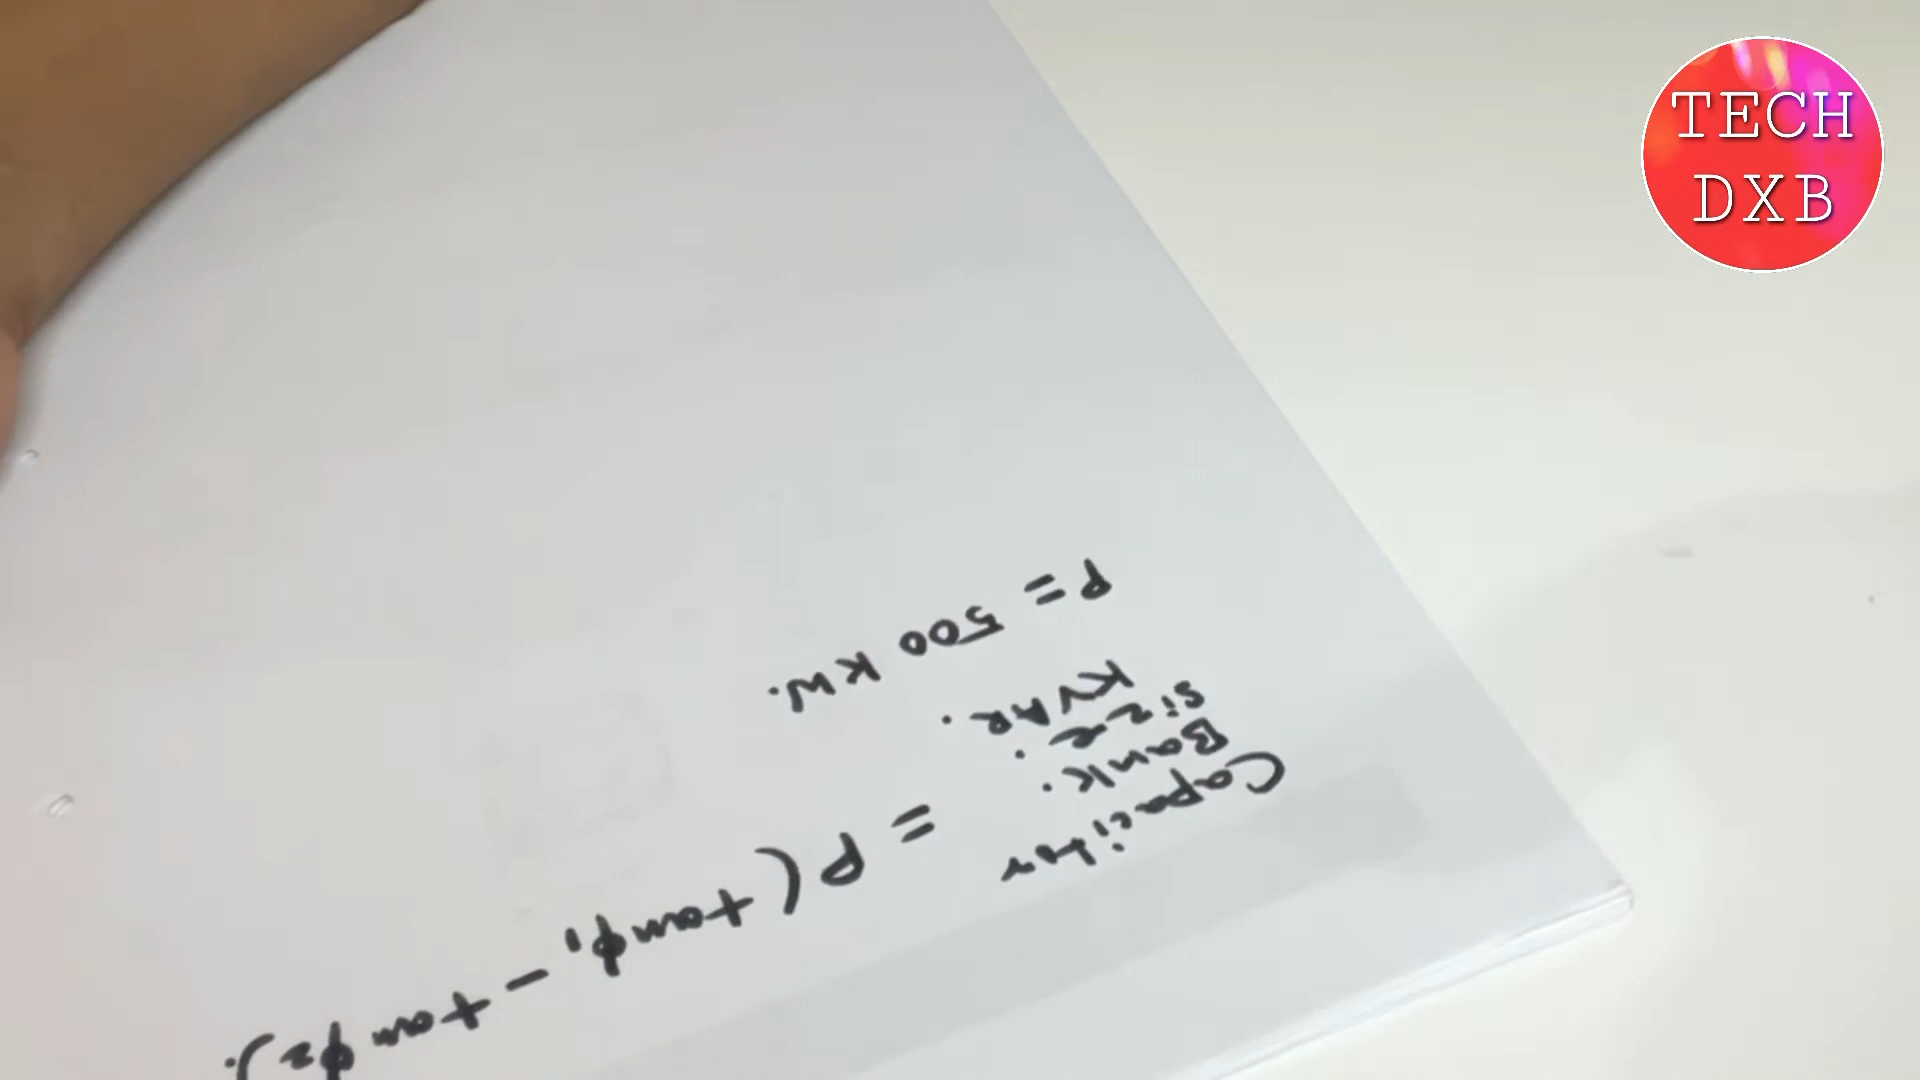 TECH
DXB
Capacitor = P(tanφ1 - tanφ2).
Bank.
Size.
KVAR.
P = 500 KW.